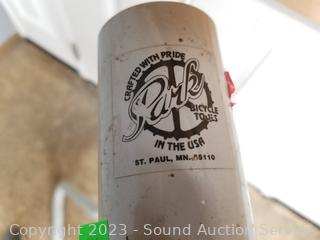 CRAFTED WITH PRIDE
Park
BICYCLE
TOOLS
IN THE USA
ST. PAUL, MN. 55110
Copyright 2023 - Sound Auction Service